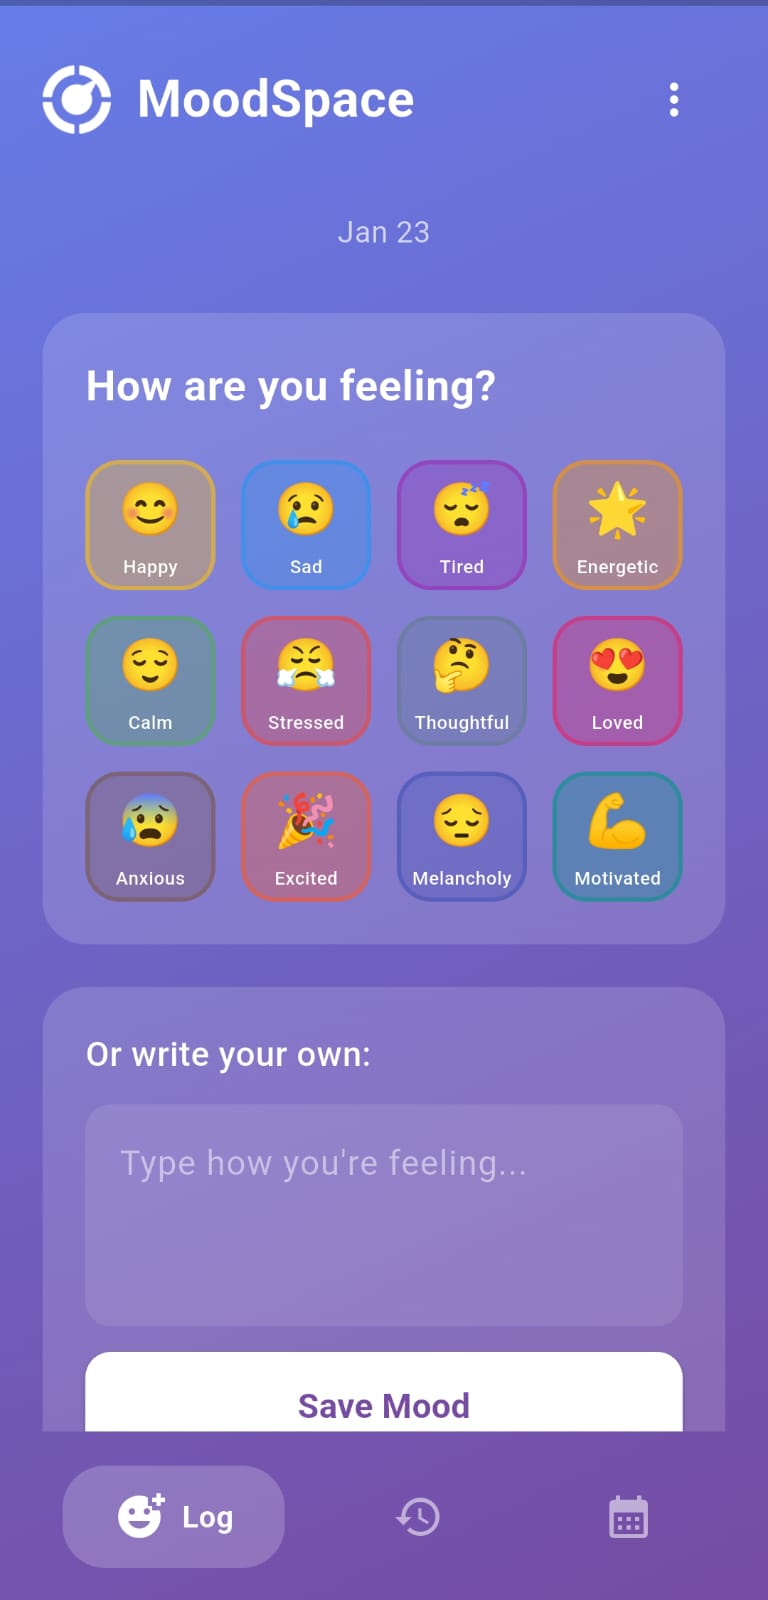 MoodSpace
Jan 23
How are you feeling?
Happy Sad Tired Energetic
Calm Stressed Thoughtful Loved
Anxious Excited Melancholy Motivated
Or write your own:
Type how you're feeling...
Save Mood
Log